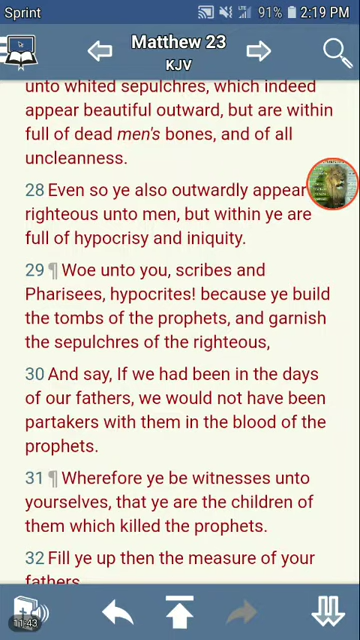 Sprint 91% 2:19 PM
Matthew 23
KJV
unto whited sepulchres, which indeed
appear beautiful outward, but are within
full of dead men's bones, and of all
uncleanness.
28 Even so ye also outwardly appear
righteous unto men, but within ye are
full of hypocrisy and iniquity.
29 ¶ Woe unto you, scribes and
Pharisees, hypocrites! because ye build
the tombs of the prophets, and garnish
the sepulchres of the righteous,
30 And say, If we had been in the days
of our fathers, we would not have been
partakers with them in the blood of the
prophets.
31 ¶ Wherefore ye be witnesses unto
yourselves, that ye are the children of
them which killed the prophets.
32 Fill ye up then the measure of your
fathers
11:43